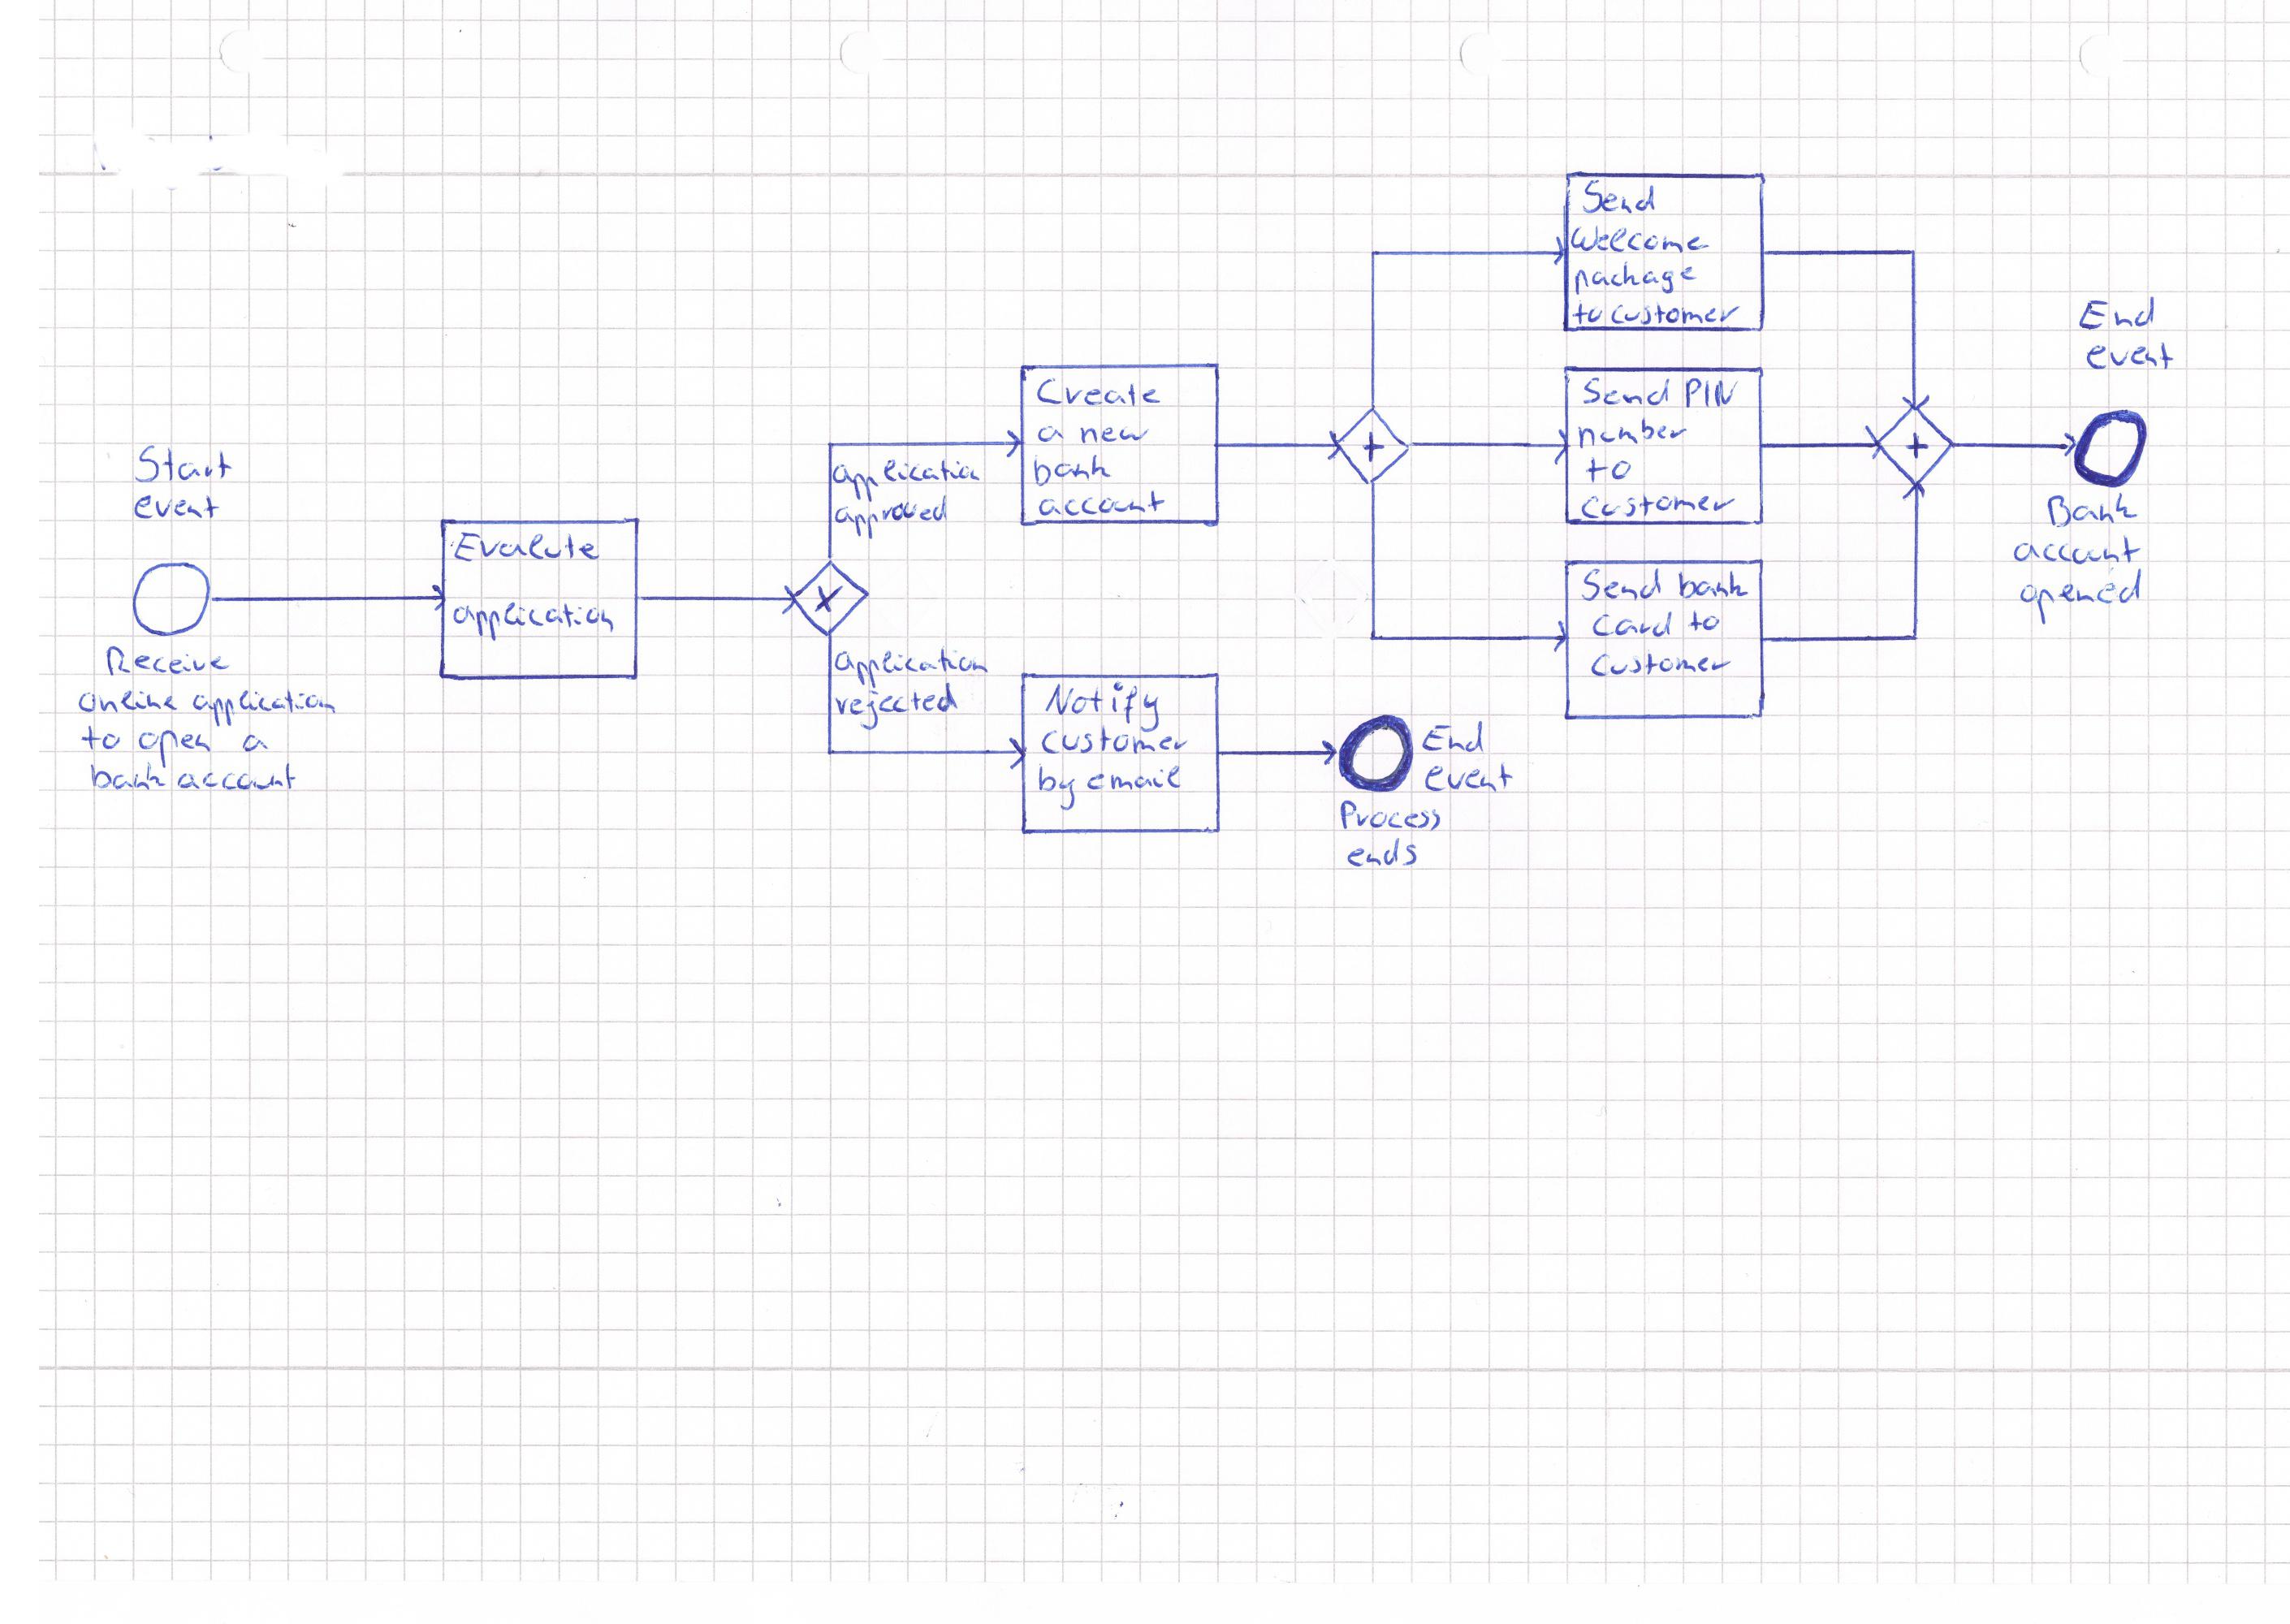 Start
event
Receive
online application
to open a
bank account
Evalute
application
application
approved
application
rejected
Create
a new
bank
account
Notify
customer
by email
End
event
Process
ends
Send
Welcome
package
to customer
Send PIN
number
to
customer
Send bank
card to
customer
End
event
Bank
account
opened